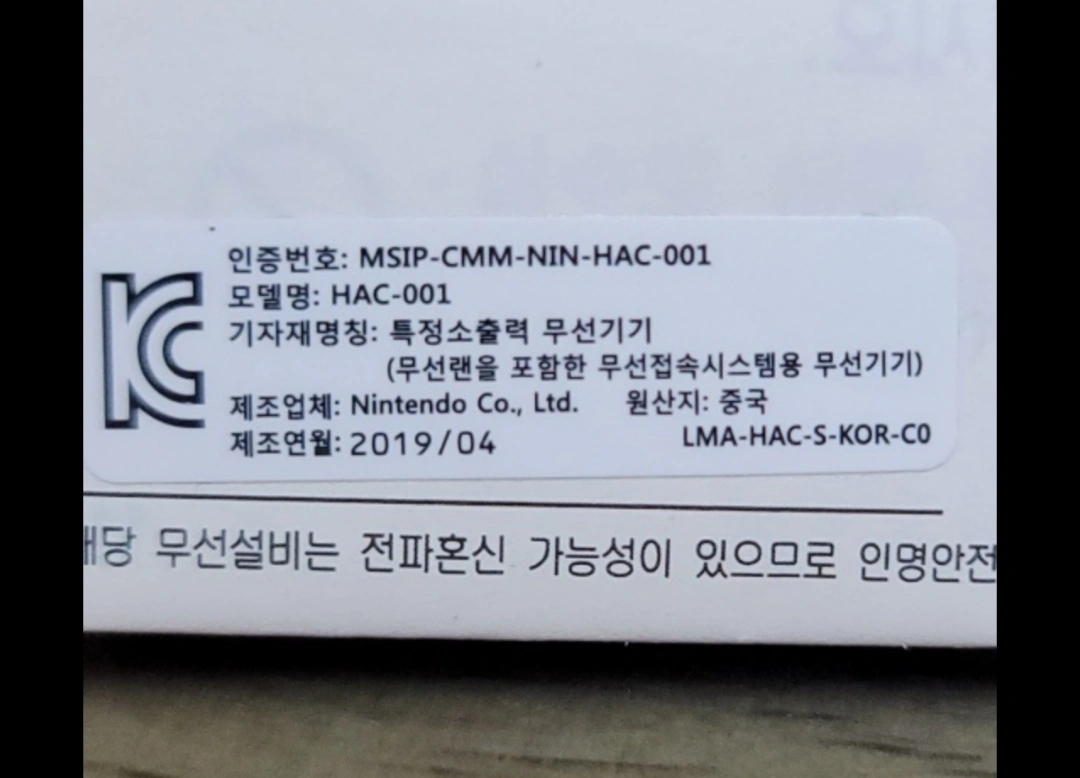 인증번호: MSIP-CMM-NIN-HAC-001
모델명: HAC-001
기자재명칭: 특정소출력 무선기기
(무선랜을 포함한 무선접속시스템용 무선기기)
제조업체: Nintendo Co., Ltd. 원산지: 중국
제조연월: 2019/04 LMA-HAC-S-KOR-C0
해당 무선설비는 전파혼신 가능성이 있으므로 인명안전